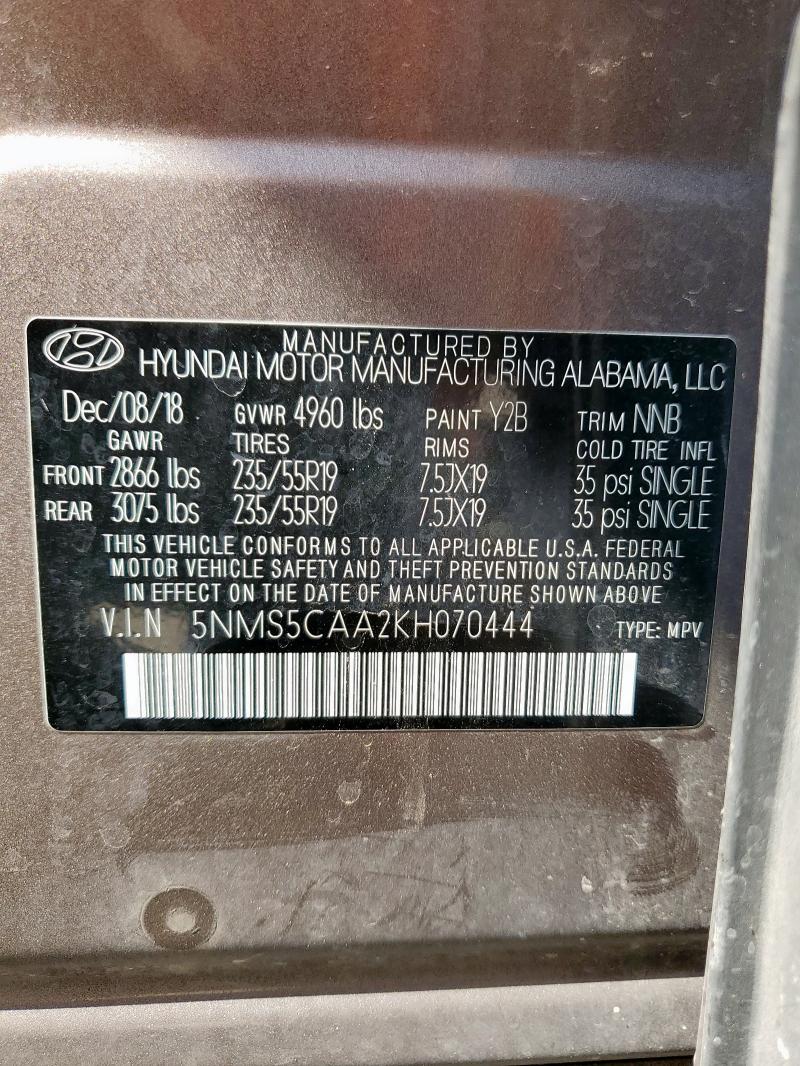 MANUFACTURED BY
HYUNDAI MOTOR MANUFACTURING ALABAMA, LLC
Dec/08/18 GVWR 4960 lbs PAINT Y2B TRIM NNB
GAWR TIRES RIMS COLD TIRE INFL
FRONT 2866 lbs 235/55R19 7.5JX19 35 psi SINGLE
REAR 3075 lbs 235/55R19 7.5JX19 35 psi SINGLE
THIS VEHICLE CONFORMS TO ALL APPLICABLE U.S.A. FEDERAL
MOTOR VEHICLE SAFETY AND THEFT PREVENTION STANDARDS
IN EFFECT ON THE DATE OF MANUFACTURE SHOWN ABOVE
V.I.N 5NMS5CAA2KH070444 TYPE: MPV